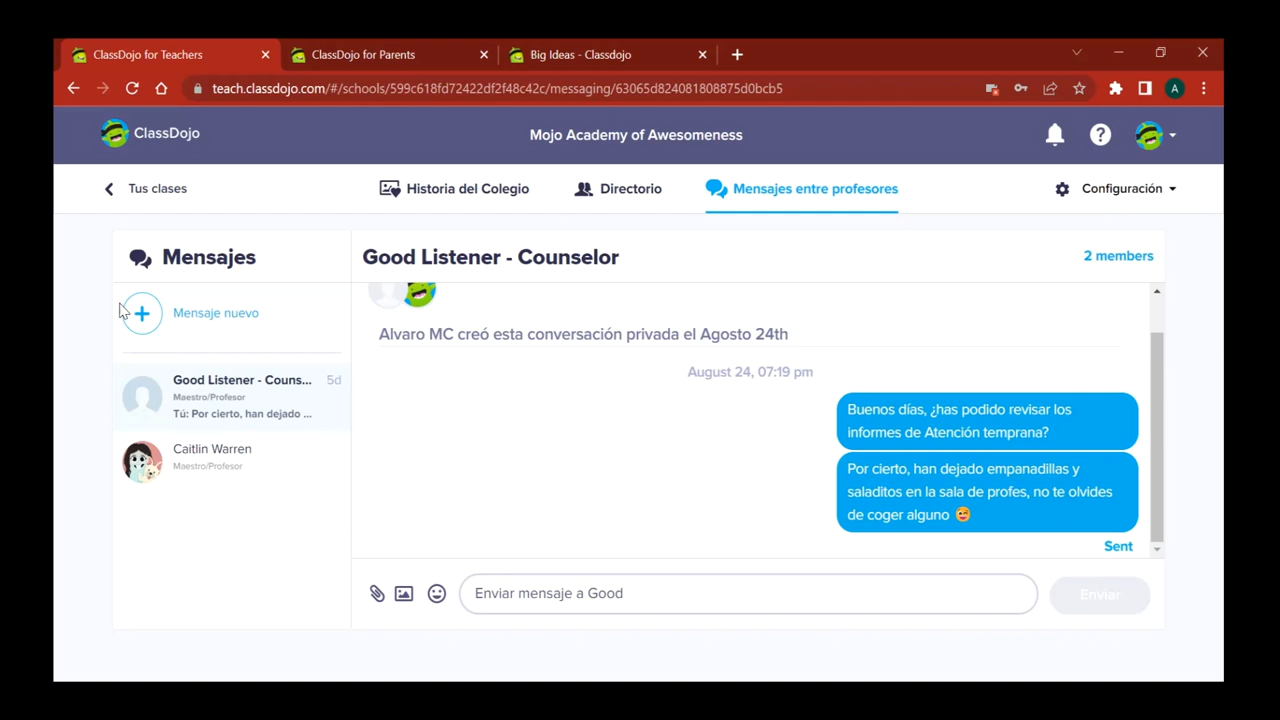 ClassDojo for Teachers
ClassDojo for Parents
Big Ideas - Classdojo
teach.classdojo.com/#/schools/599c618fd72422df2f48c42c/messaging/63065d824081808875d0bcb5
A
ClassDojo
Mojo Academy of Awesomeness
Tus clases
Historia del Colegio
Directorio
Mensajes entre profesores
Configuración
Mensajes
Good Listener - Counselor
2 members
Mensaje nuevo
Good Listener - Couns... 5d
Maestro/Profesor
Tú: Por cierto, han dejado ...
Caitlin Warren
Maestro/Profesor
Alvaro MC creó esta conversación privada el Agosto 24th
August 24, 07:19 pm
Buenos días, ¿has podido revisar los
informes de Atención temprana?
Por cierto, han dejado empanadillas y
saladitos en la sala de profes, no te olvides
de coger alguno 😅
Sent
Enviar mensaje a Good
Enviar